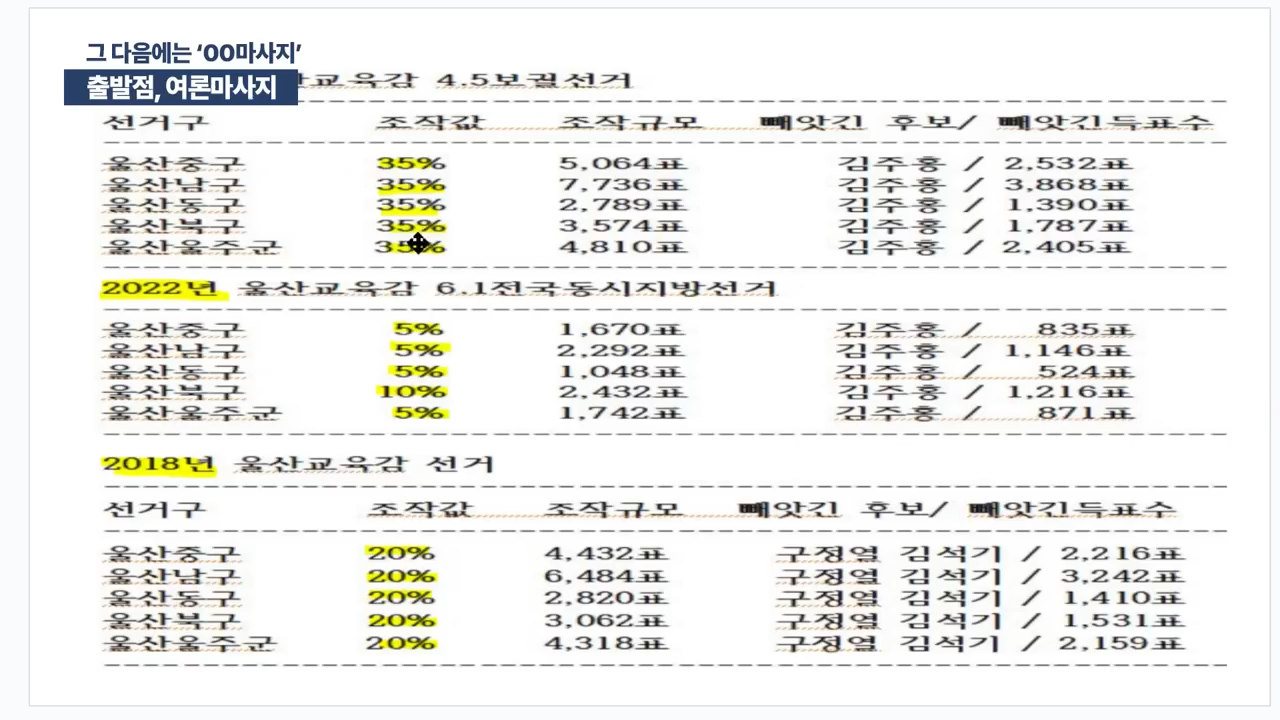 그 다음에는 ‘OO마사지’
출발점, 여론마사지
교육감 4.5보궐선거
선거구 조작값 조작규모 빼앗긴 후보/ 빼앗긴득표수
울산중구 35% 5,064표 김주홍 / 2,532표
울산남구 35% 7,736표 김주홍 / 3,868표
울산동구 35% 2,789표 김주홍 / 1,390표
울산북구 35% 3,574표 김주홍 / 1,787표
울산울주군 35% 4,810표 김주홍 / 2,405표
2022년 울산교육감 6.1전국동시지방선거
울산중구 5% 1,670표 김주홍 / 835표
울산남구 5% 2,292표 김주홍 / 1,146표
울산동구 5% 1,048표 김주홍 / 524표
울산북구 10% 2,432표 김주홍 / 1,216표
울산울주군 5% 1,742표 김주홍 / 871표
2018년 울산교육감 선거
선거구 조작값 조작규모 빼앗긴 후보/ 빼앗긴득표수
울산중구 20% 4,432표 구정열 김석기 / 2,216표
울산남구 20% 6,484표 구정열 김석기 / 3,242표
울산동구 20% 2,820표 구정열 김석기 / 1,410표
울산북구 20% 3,062표 구정열 김석기 / 1,531표
울산울주군 20% 4,318표 구정열 김석기 / 2,159표